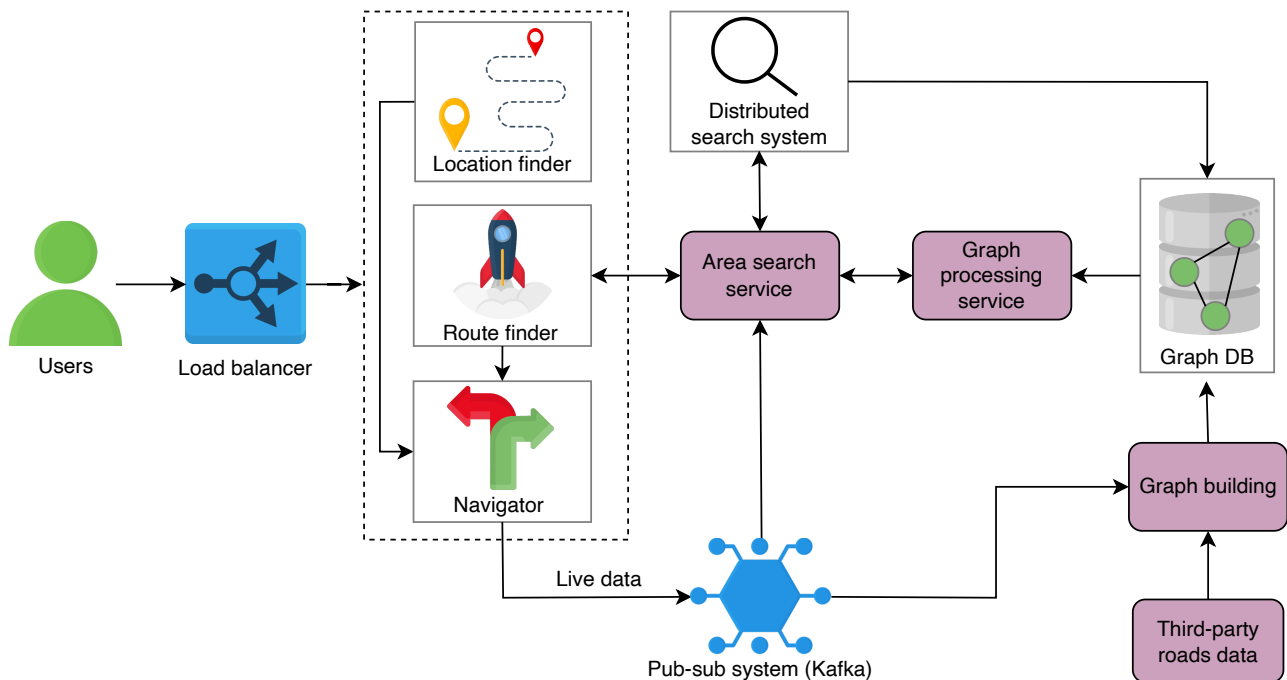 Location finder
Distributed
search system
Users
Load balancer
Route finder
Area search
service
Graph
processing
service
Graph DB
Navigator
Graph building
Live data
Pub-sub system (Kafka)
Third-party
roads data